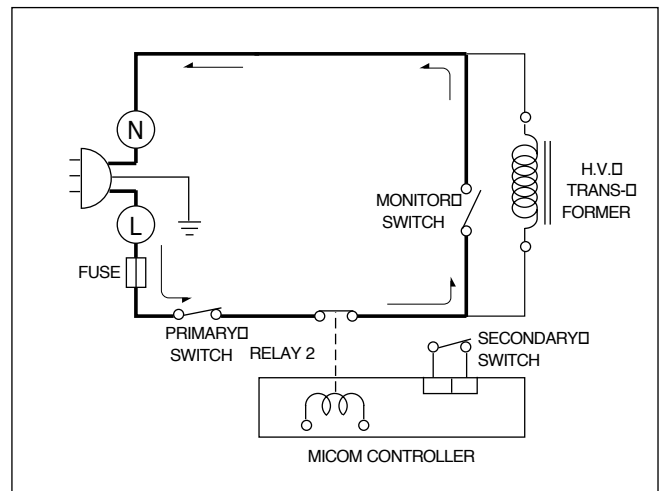 N
L
FUSE
MONITOR□
SWITCH
H.V.□
TRANS-□
FORMER
PRIMARY□
SWITCH
RELAY 2
SECONDARY□
SWITCH
MICOM CONTROLLER